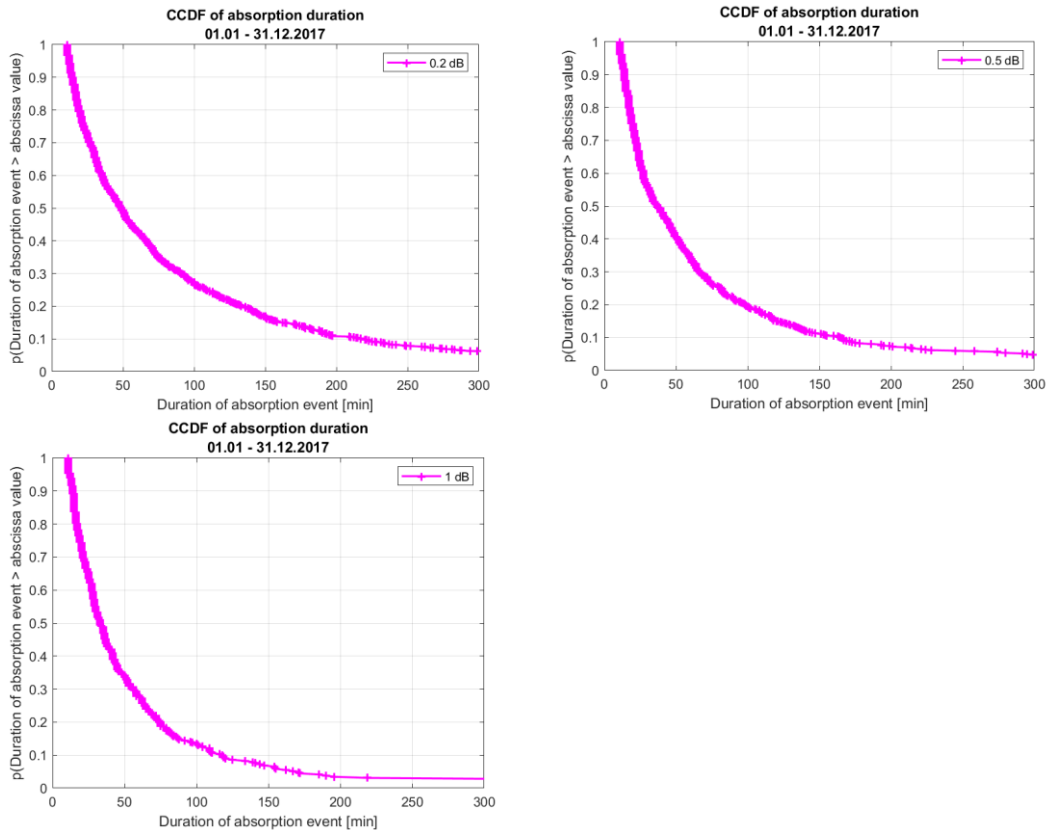 CCDF of absorption duration
01.01 - 31.12.2017
0.2 dB
p(Duration of absorption event > abscissa value)
1
0.9
0.8
0.7
0.6
0.5
0.4
0.3
0.2
0.1
0
0 50 100 150 200 250 300
Duration of absorption event [min]
CCDF of absorption duration
01.01 - 31.12.2017
0.5 dB
p(Duration of absorption event > abscissa value)
1
0.9
0.8
0.7
0.6
0.5
0.4
0.3
0.2
0.1
0
0 50 100 150 200 250 300
Duration of absorption event [min]
CCDF of absorption duration
01.01 - 31.12.2017
1 dB
p(Duration of absorption event > abscissa value)
1
0.9
0.8
0.7
0.6
0.5
0.4
0.3
0.2
0.1
0
0 50 100 150 200 250 300
Duration of absorption event [min]